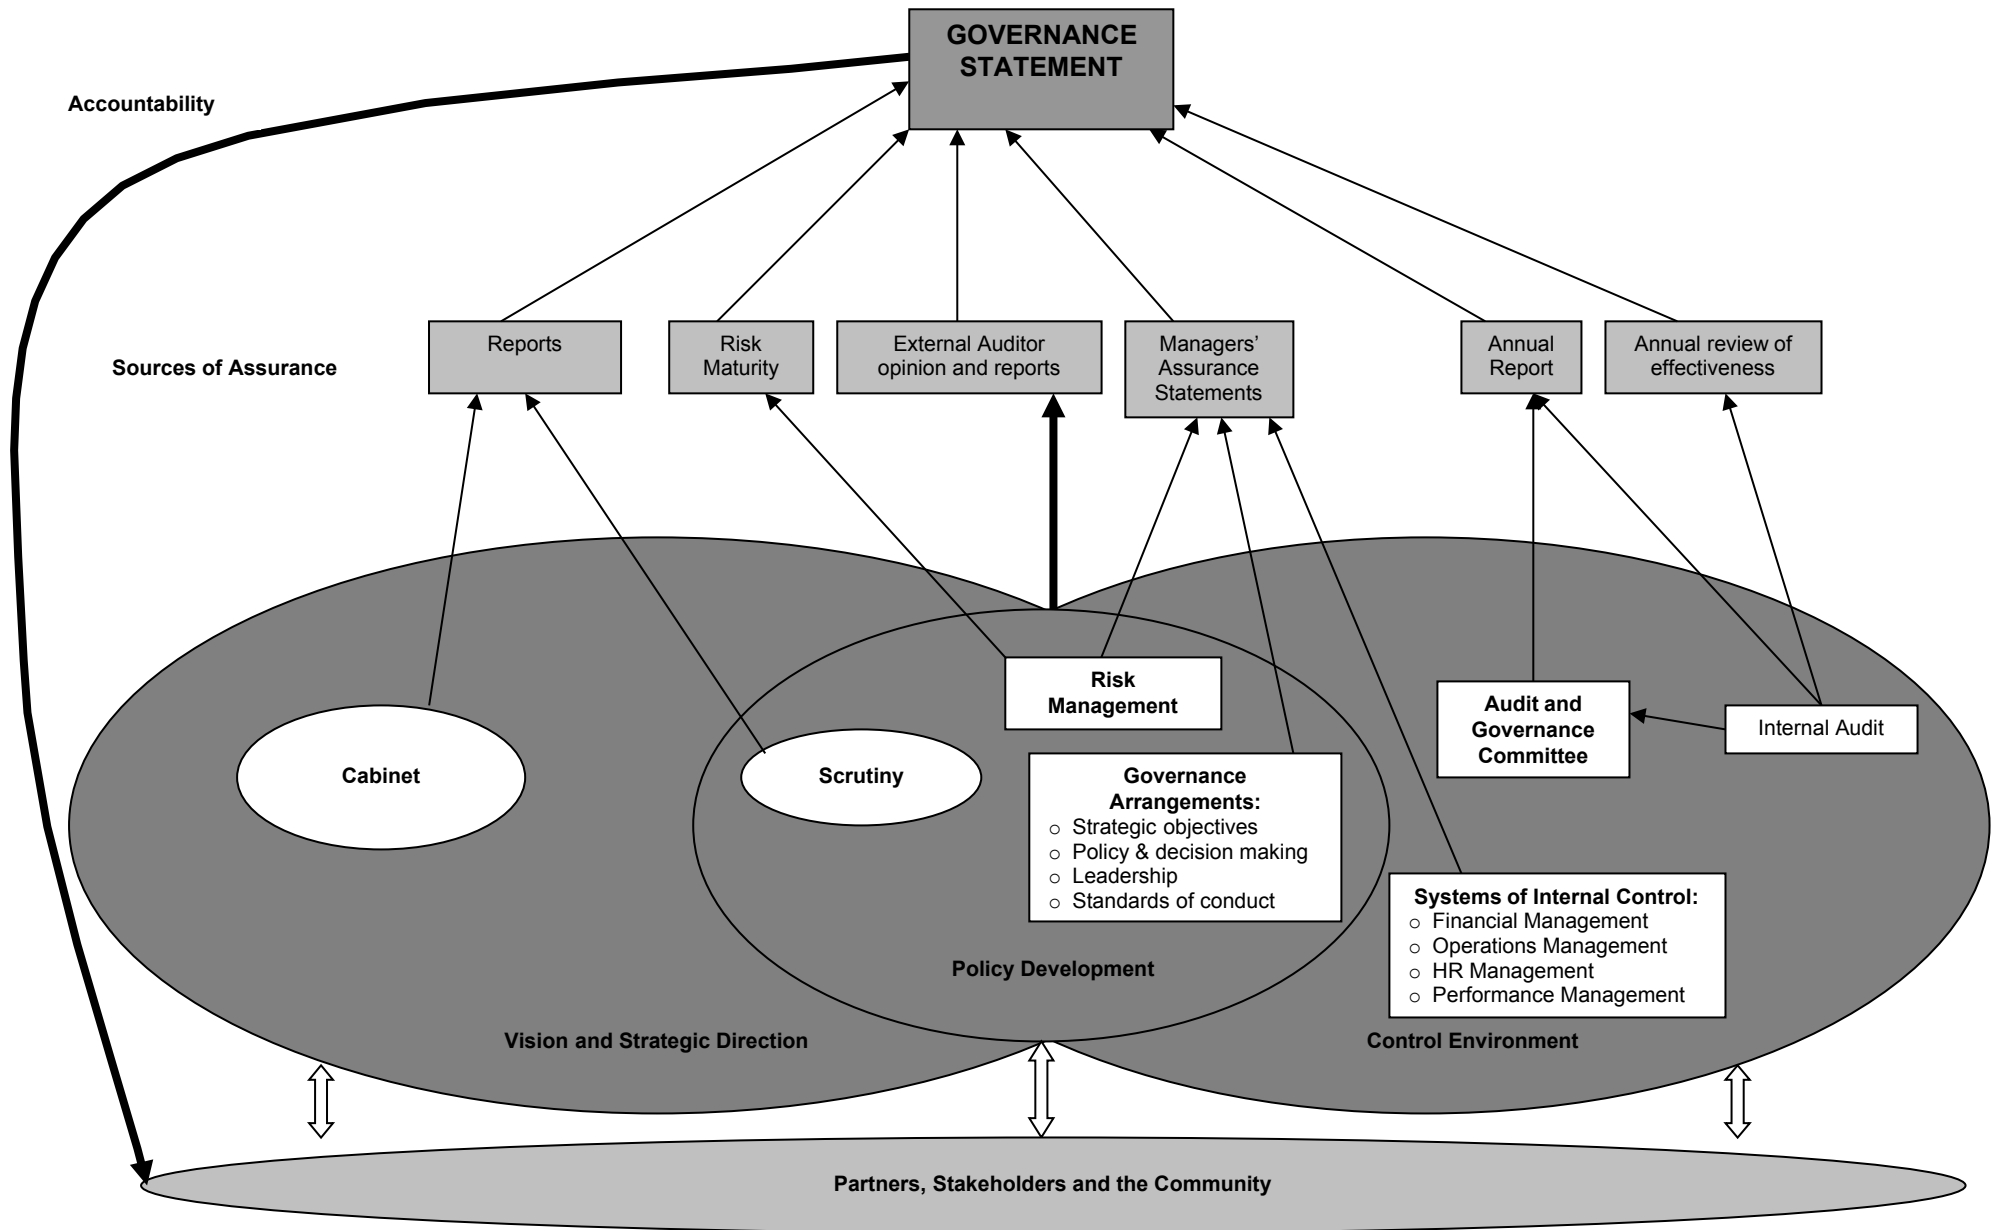 GOVERNANCE
STATEMENT
Accountability
Sources of Assurance
Reports
Risk
Maturity
External Auditor
opinion and reports
Managers’
Assurance
Statements
Annual
Report
Annual review of
effectiveness
Risk
Management
Cabinet
Scrutiny
Governance
Arrangements:
○ Strategic objectives
○ Policy & decision making
○ Leadership
○ Standards of conduct
Audit and
Governance
Committee
Internal Audit
Systems of Internal Control:
○ Financial Management
○ Operations Management
○ HR Management
○ Performance Management
Policy Development
Vision and Strategic Direction
Control Environment
Partners, Stakeholders and the Community